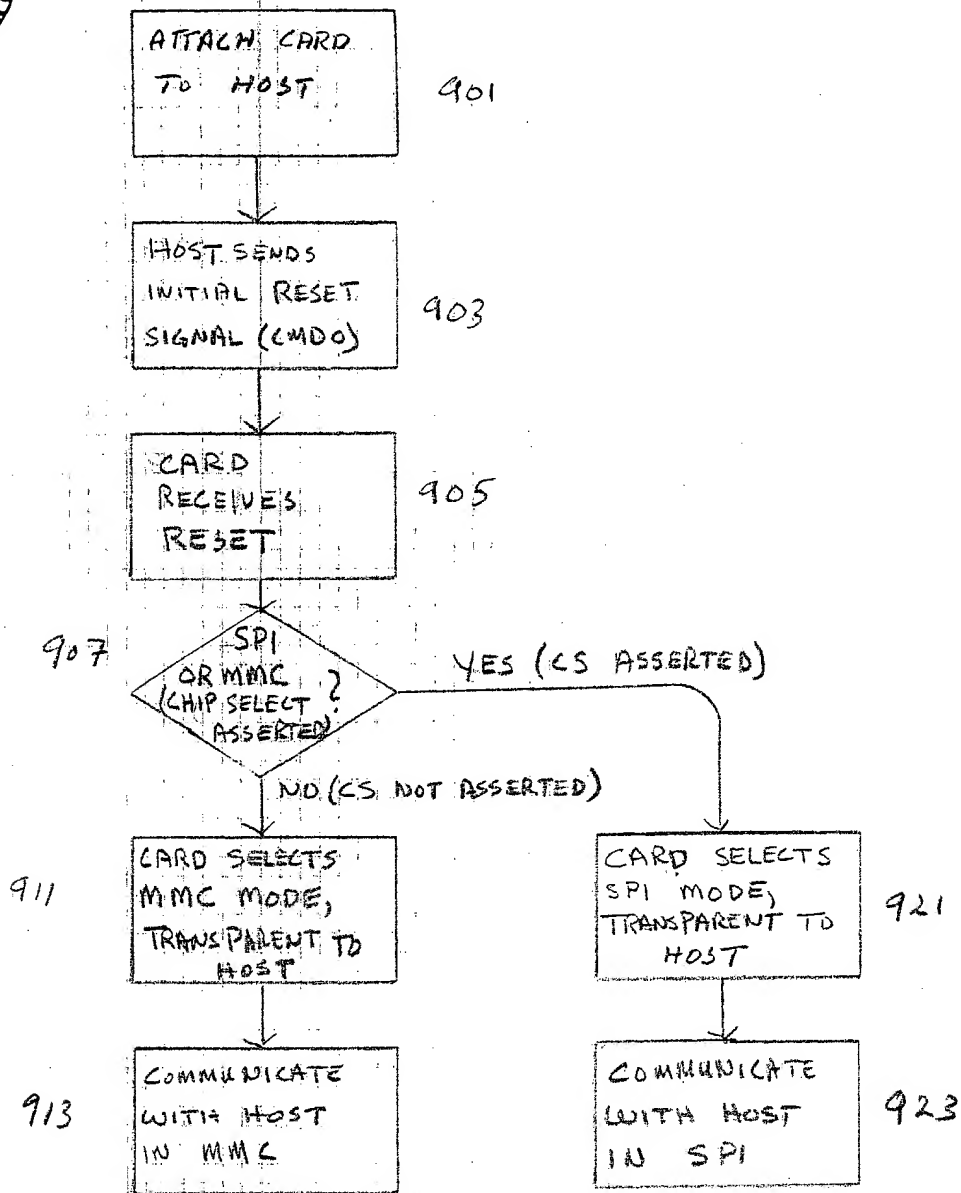 ATTACH CARD
TO HOST
901
HOST SENDS
INITIAL RESET
SIGNAL (CMD0)
903
CARD
RECEIVES
RESET
905
907
SPI
OR MMC
(CHIP SELECT ?
ASSERTED)
YES (CS ASSERTED)
NO (CS NOT ASSERTED)
911
CARD SELECTS
MMC MODE,
TRANSPARENT TO
HOST
CARD SELECTS
SPI MODE,
TRANSPARENT TO
HOST
921
913
COMMUNICATE
WITH HOST
IN MMC
COMMUNICATE
WITH HOST
IN SPI
923